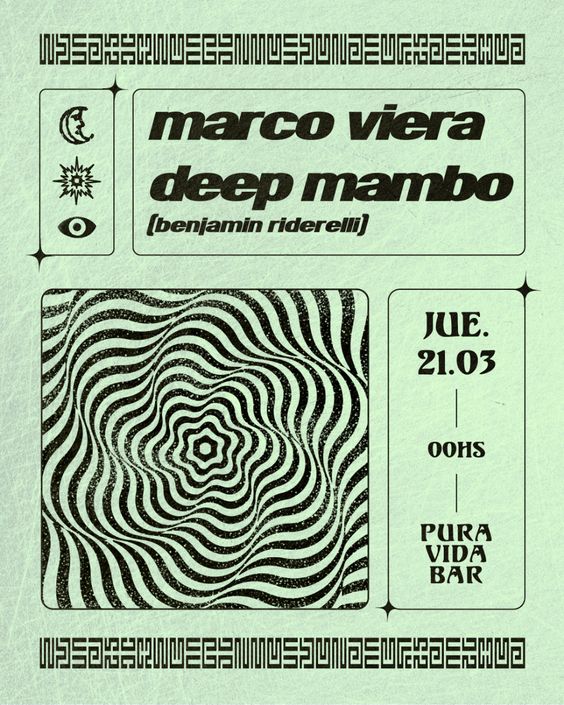 marco viera
deep mambo
(benjamin riderelli)
JUE.
21.03
00HS
PURA
VIDA
BAR